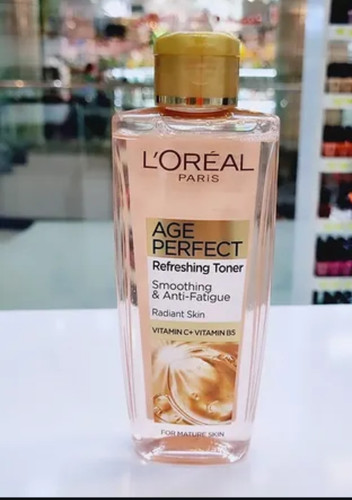 L'ORÉAL
PARIS
AGE
PERFECT
Refreshing Toner
Smoothing
& Anti-Fatigue
Radiant Skin
VITAMIN C+ VITAMIN B5
FOR MATURE SKIN